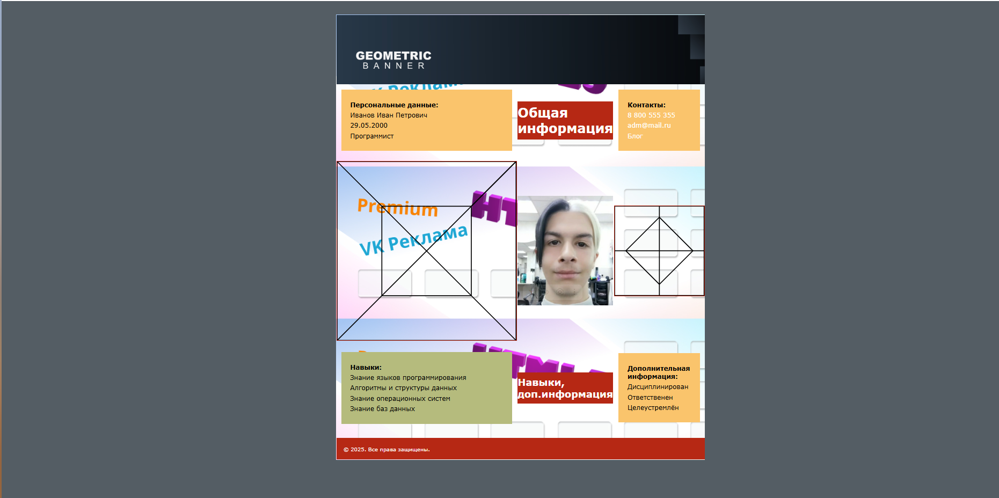 GEOMETRIC
BANNER
К Реклама
Персональные данные:
Иванов Иван Петрович
29.05.2000
Программист
Общая
информация
Контакты:
8 800 555 355
adm@mail.ru
Блог
Premium
VK Реклама
HT
Навыки:
Знание языков программирования
Алгоритмы и структуры данных
Знание операционных систем
Знание баз данных
Навыки,
доп.информация
Дополнительная
информация:
Дисциплинирован
Ответственен
Целеустремлён
© 2025. Все права защищены.